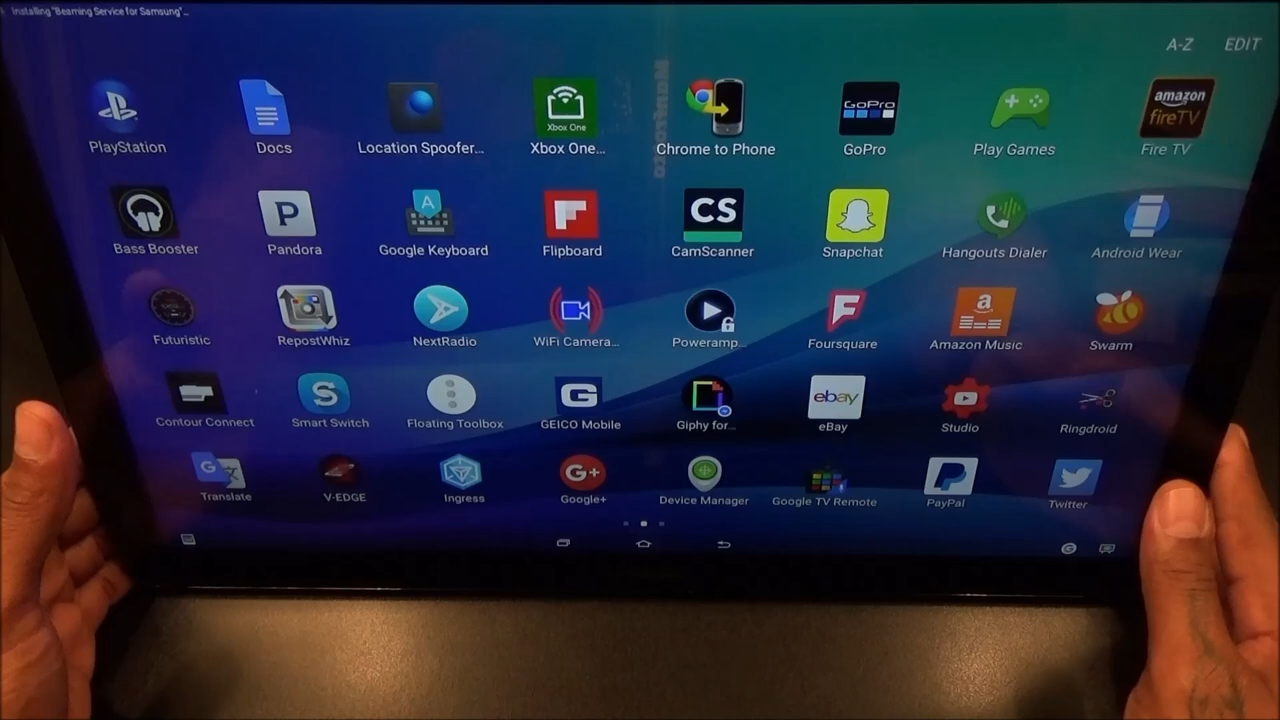 Installing "Beaming Service for Samsung"...
A-Z EDIT
PlayStation Docs Location Spoofer... Xbox One Xbox One... Chrome to Phone GoPro GoPro Play Games amazon fireTV Fire TV
Bass Booster P Pandora A Google Keyboard Flipboard CS CamScanner Snapchat Hangouts Dialer Android Wear
Futuristic RepostWhiz NextRadio WiFi Camera... Poweramp... Foursquare a Amazon Music Swarm
Contour Connect S Smart Switch Floating Toolbox G GEICO Mobile Giphy for... ebay eBay Studio Ringdroid
G Translate V-EDGE Ingress G+ Google+ Device Manager Google TV Remote PayPal Twitter